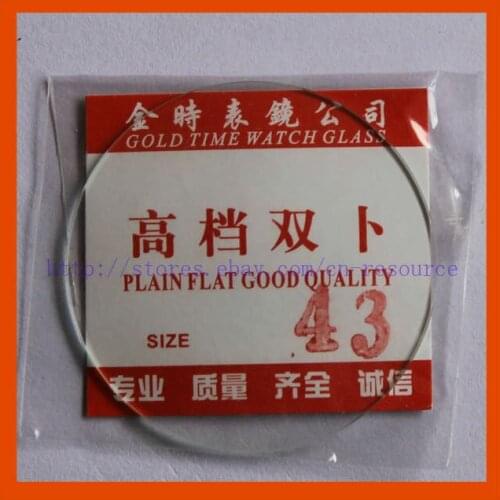 金時表鏡公司
GOLD TIME WATCH GLASS
高档双卜
http://stores.ebay.com/cn-resource
PLAIN FLAT GOOD QUALITY
SIZE 43
专业 质量 齐全 诚信